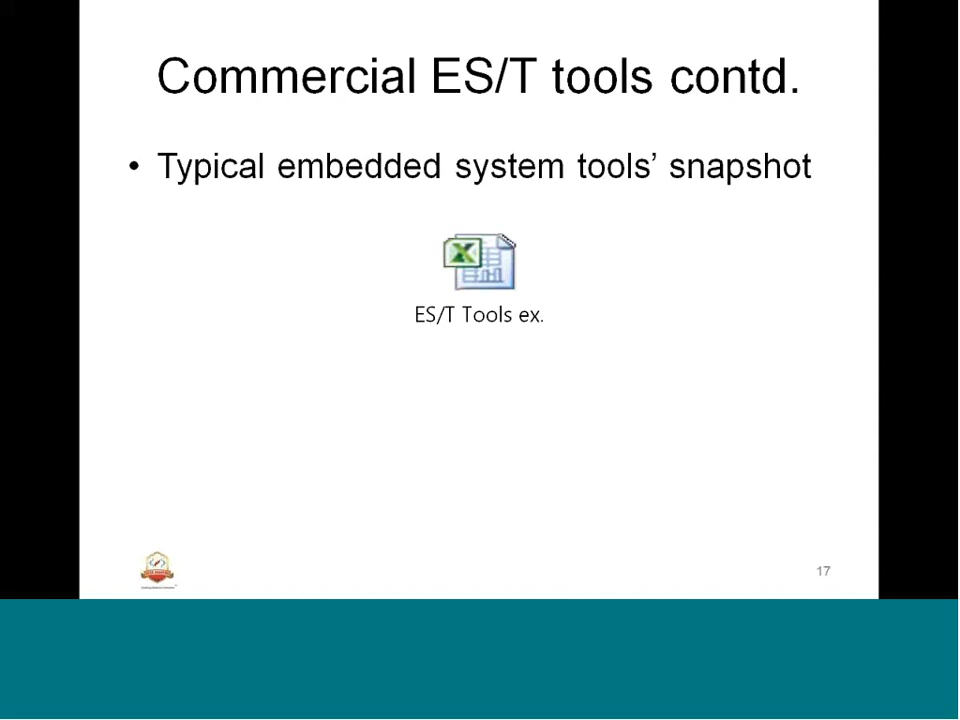 Commercial ES/T tools contd.
• Typical embedded system tools’ snapshot
ES/T Tools ex.
17